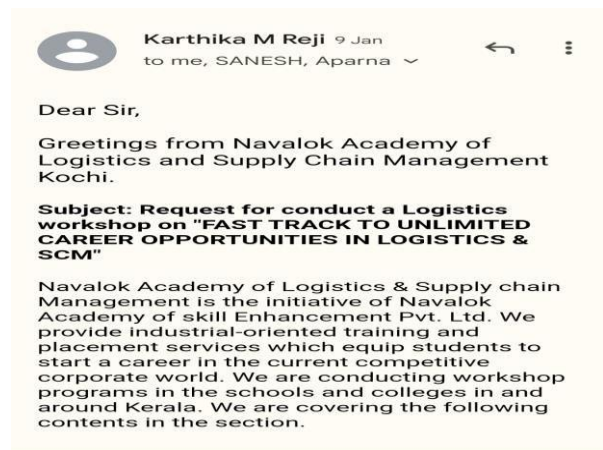 Karthika M Reji 9 Jan
to me, SANESH, Aparna
Dear Sir,
Greetings from Navalok Academy of
Logistics and Supply Chain Management
Kochi.
Subject: Request for conduct a Logistics
workshop on "FAST TRACK TO UNLIMITED
CAREER OPPORTUNITIES IN LOGISTICS &
SCM"
Navalok Academy of Logistics & Supply chain
Management is the initiative of Navalok
Academy of skill Enhancement Pvt. Ltd. We
provide industrial-oriented training and
placement services which equip students to
start a career in the current competitive
corporate world. We are conducting workshop
programs in the schools and colleges in and
around Kerala. We are covering the following
contents in the section.